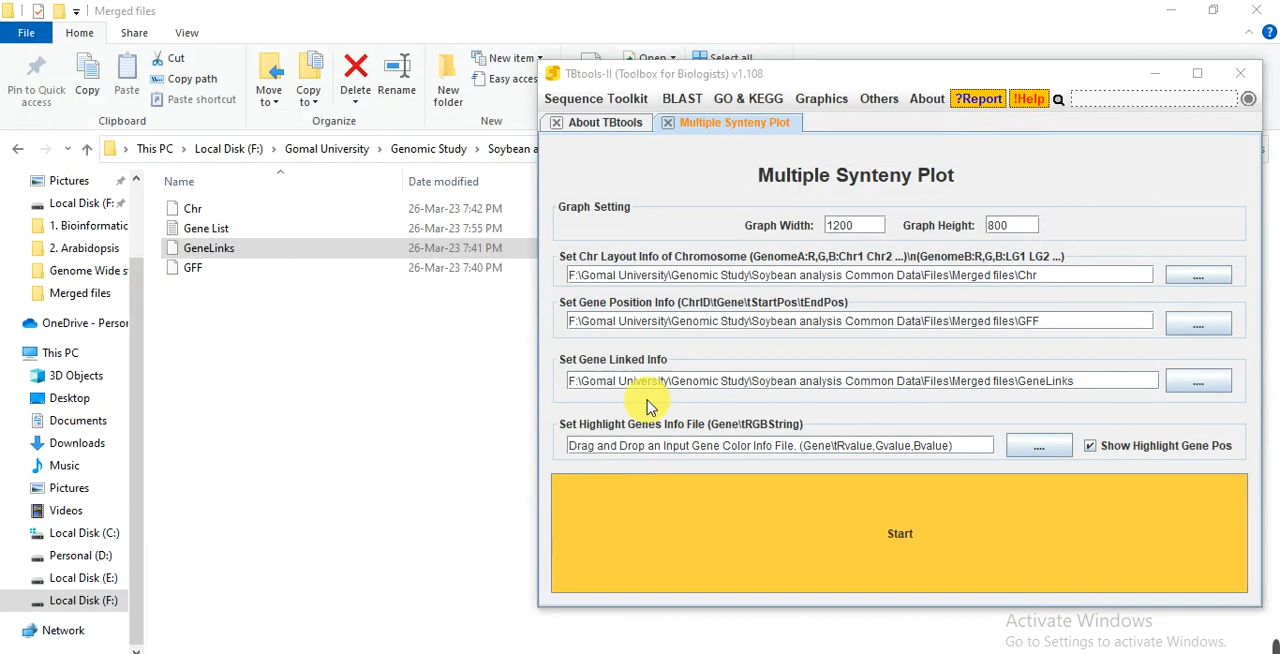 Merged files
File Home Share View
Pin to Quick access
Copy
Paste
Cut
Copy path
Paste shortcut
Clipboard
Move to
Copy to
Delete
Rename
Organize
New folder
New item
Easy acces
New
Open
Select all
This PC › Local Disk (F:) › Gomal University › Genomic Study › Soybean a
Pictures
Local Disk (F:
1. Bioinformatic
2. Arabidopsis
Genome Wide s
Merged files
OneDrive - Persor
This PC
3D Objects
Desktop
Documents
Downloads
Music
Pictures
Videos
Local Disk (C:)
Personal (D:)
Local Disk (E:)
Local Disk (F:)
Network
Name Date modified
Chr 26-Mar-23 7:42 PM
Gene List 26-Mar-23 7:55 PM
GeneLinks 26-Mar-23 7:41 PM
GFF 26-Mar-23 7:40 PM
TBtools-II (Toolbox for Biologists) v1.108
Sequence Toolkit BLAST GO & KEGG Graphics Others About ?Report !Help
About TBtools Multiple Synteny Plot
Multiple Synteny Plot
Graph Setting
Graph Width: 1200 Graph Height: 800
Set Chr Layout Info of Chromosome (GenomeA:R,G,B:Chr1 Chr2 ...)\n(GenomeB:R,G,B:LG1 LG2 ...)
F:\Gomal University\Genomic Study\Soybean analysis Common Data\Files\Merged files\Chr ....
Set Gene Position Info (ChrID\tGene\tStartPos\tEndPos)
F:\Gomal University\Genomic Study\Soybean analysis Common Data\Files\Merged files\GFF ....
Set Gene Linked Info
F:\Gomal University\Genomic Study\Soybean analysis Common Data\Files\Merged files\GeneLinks ....
Set Highlight Genes Info File (Gene\tRGBString)
Drag and Drop an Input Gene Color Info File. (Gene\tRvalue,Gvalue,Bvalue) .... Show Highlight Gene Pos
Start
Activate Windows
Go to Settings to activate Windows.